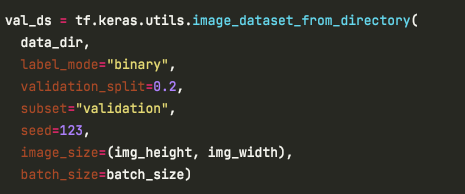 val_ds = tf.keras.utils.image_dataset_from_directory(
  data_dir,
  label_mode="binary",
  validation_split=0.2,
  subset="validation",
  seed=123,
  image_size=(img_height, img_width),
  batch_size=batch_size)